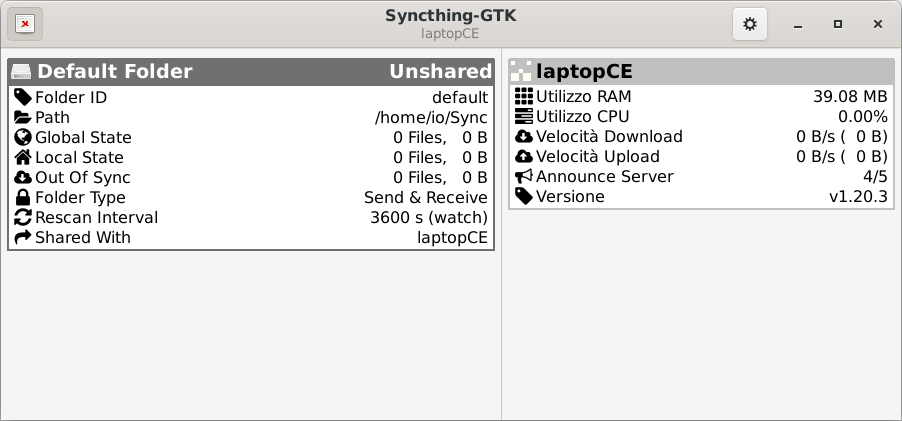 Syncthing-GTK
laptopCE
Default Folder Unshared
Folder ID default
Path /home/io/Sync
Global State 0 Files, 0 B
Local State 0 Files, 0 B
Out Of Sync 0 Files, 0 B
Folder Type Send & Receive
Rescan Interval 3600 s (watch)
Shared With laptopCE
laptopCE
Utilizzo RAM 39.08 MB
Utilizzo CPU 0.00%
Velocità Download 0 B/s ( 0 B)
Velocità Upload 0 B/s ( 0 B)
Announce Server 4/5
Versione v1.20.3